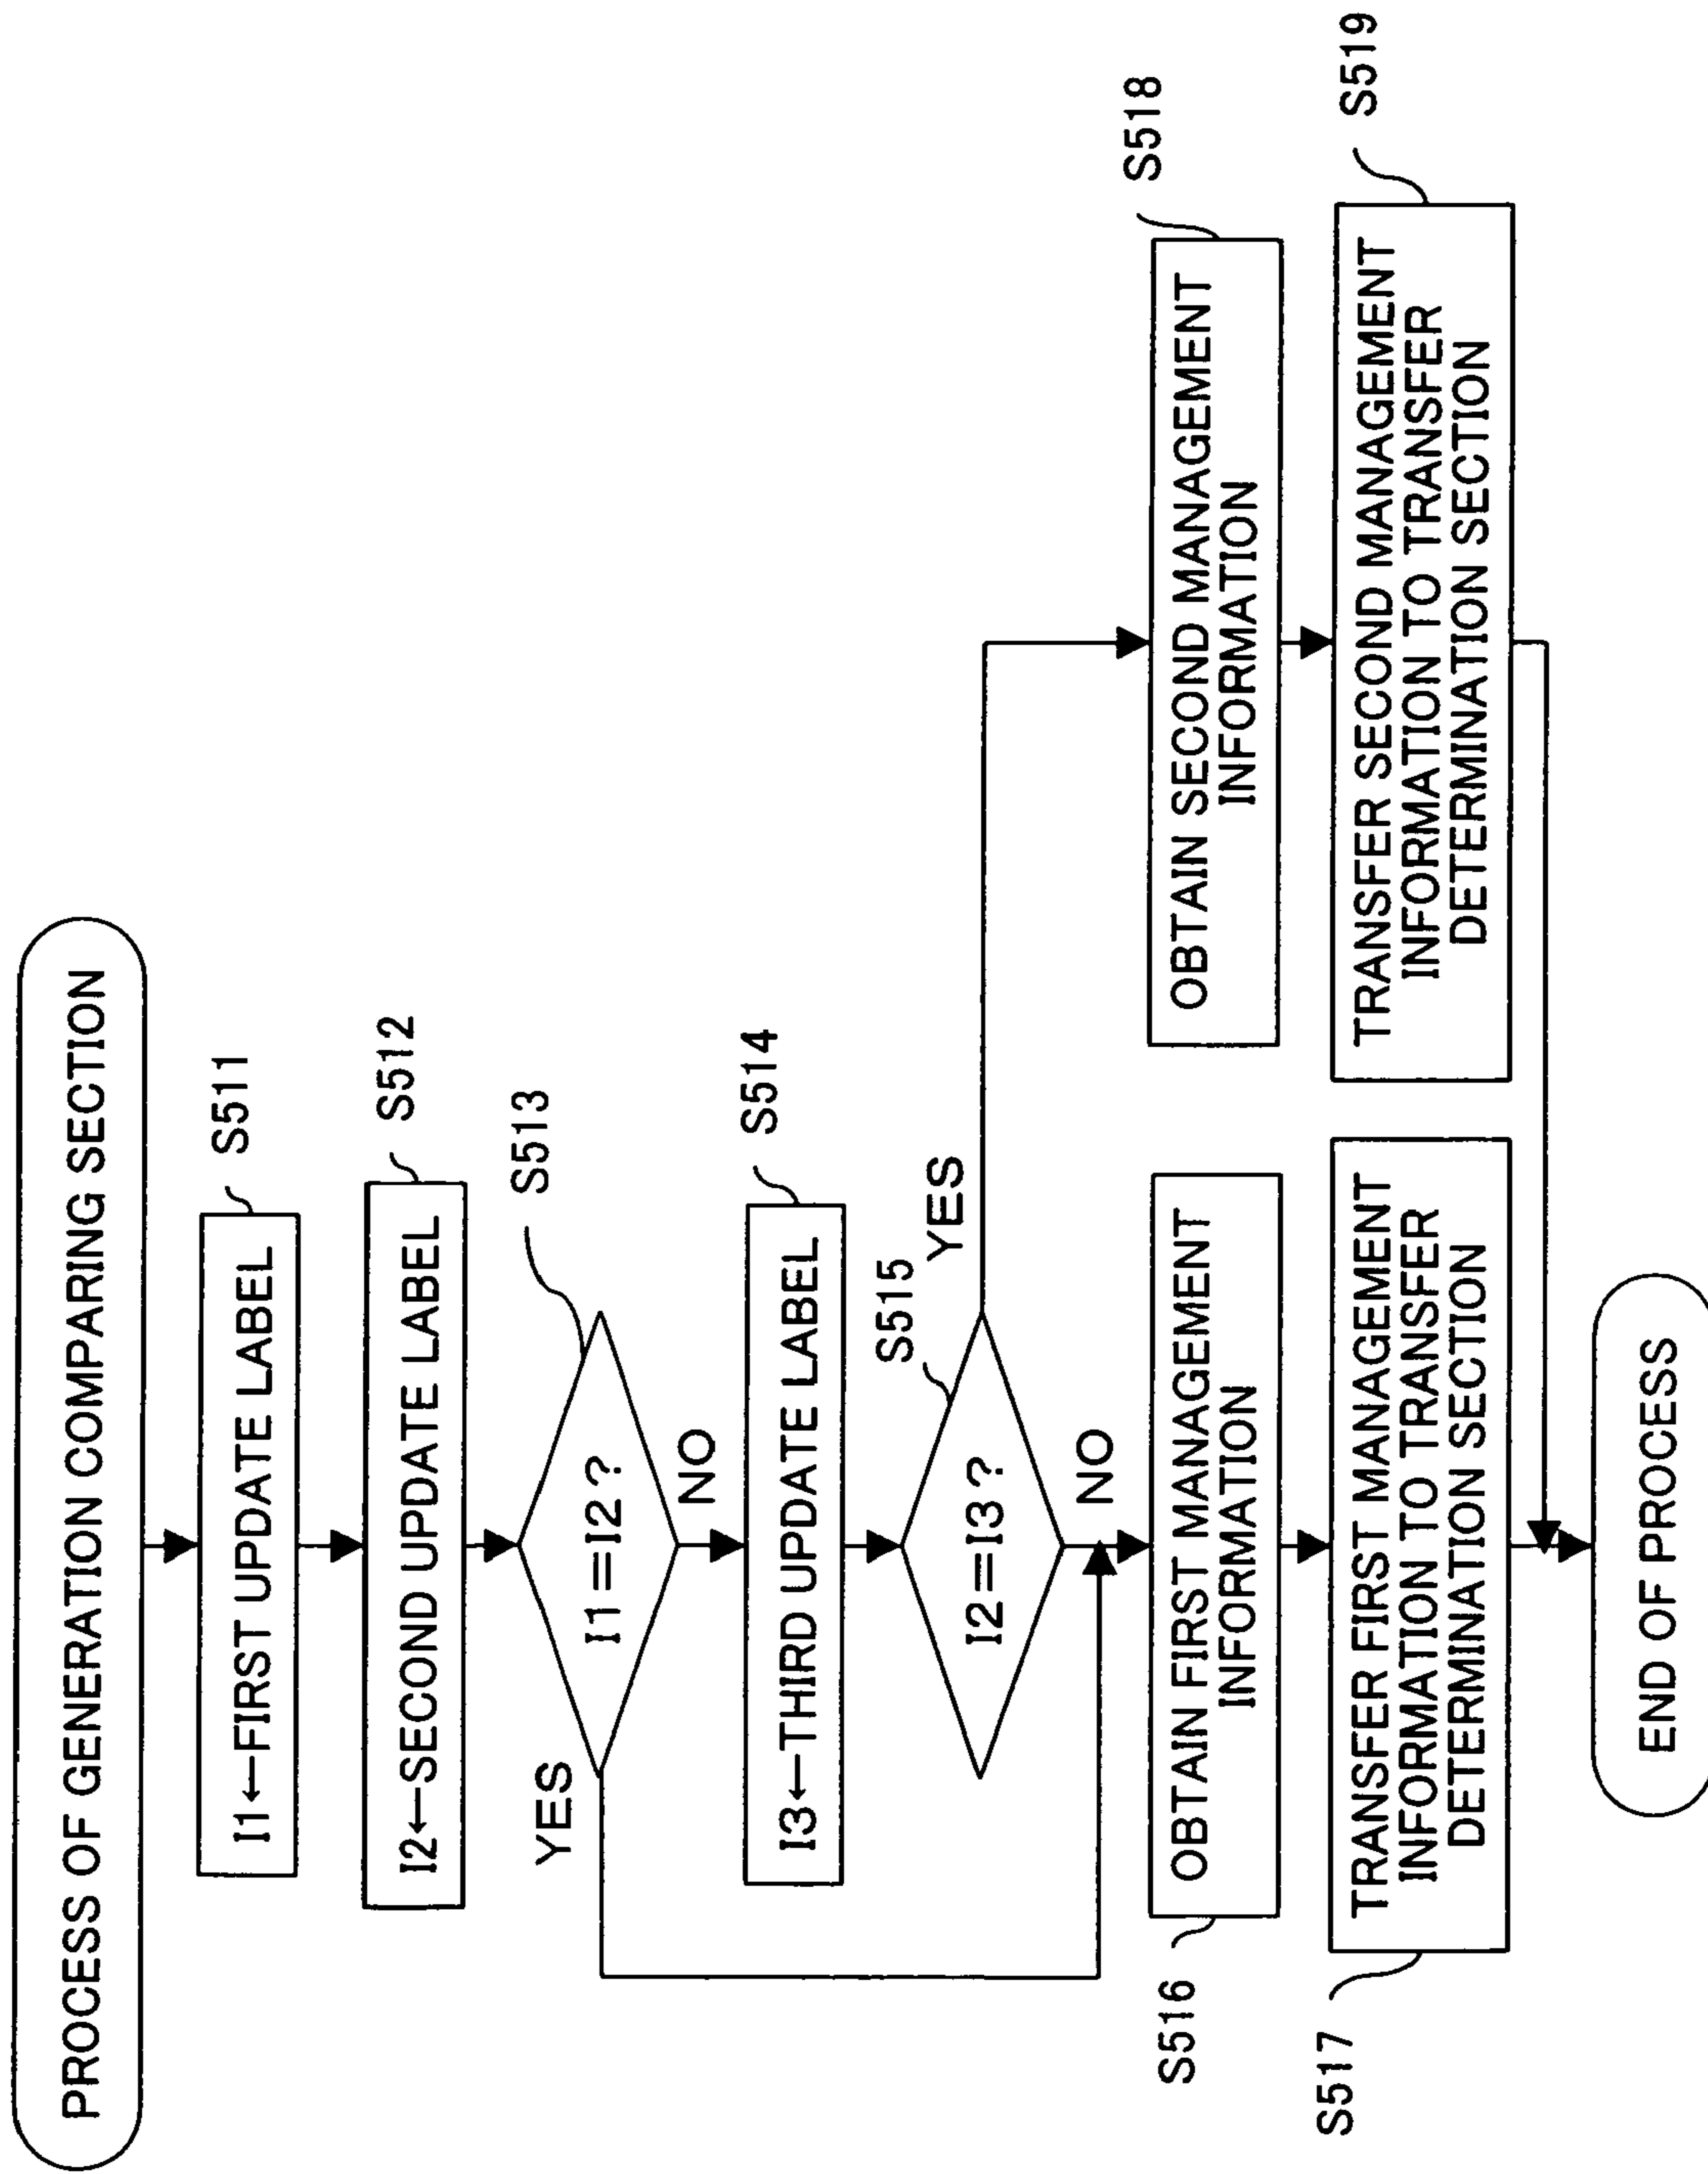 PROCESS OF GENERATION COMPARING SECTION
I1←FIRST UPDATE LABEL
S511
I2←SECOND UPDATE LABEL
S512
I1=I2?
S513
YES
NO
I3←THIRD UPDATE LABEL
S514
I2=I3?
S515
YES
NO
S516
OBTAIN FIRST MANAGEMENT
INFORMATION
OBTAIN SECOND MANAGEMENT
INFORMATION
S518
S517
TRANSFER FIRST MANAGEMENT
INFORMATION TO TRANSFER
DETERMINATION SECTION
TRANSFER SECOND MANAGEMENT
INFORMATION TO TRANSFER
DETERMINATION SECTION
S519
END OF PROCESS